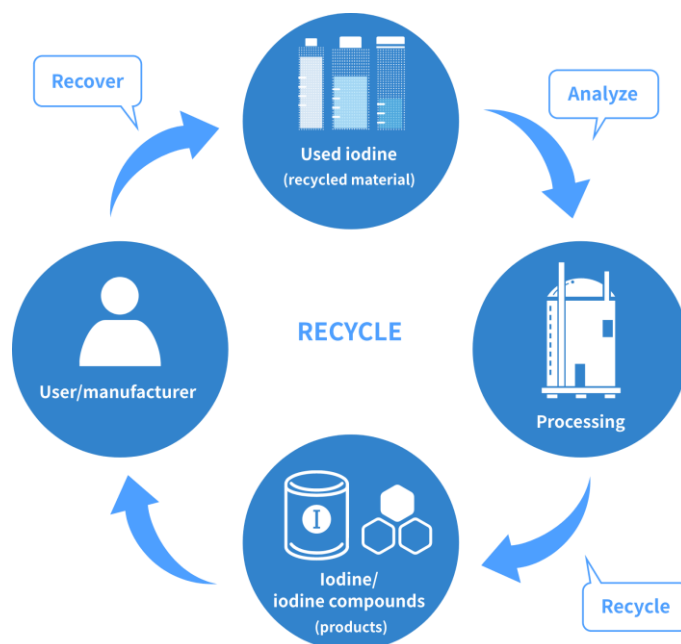 Recover
Analyze
Used iodine
(recycled material)
RECYCLE
User/manufacturer
Processing
I
Iodine/
iodine compounds
(products)
Recycle